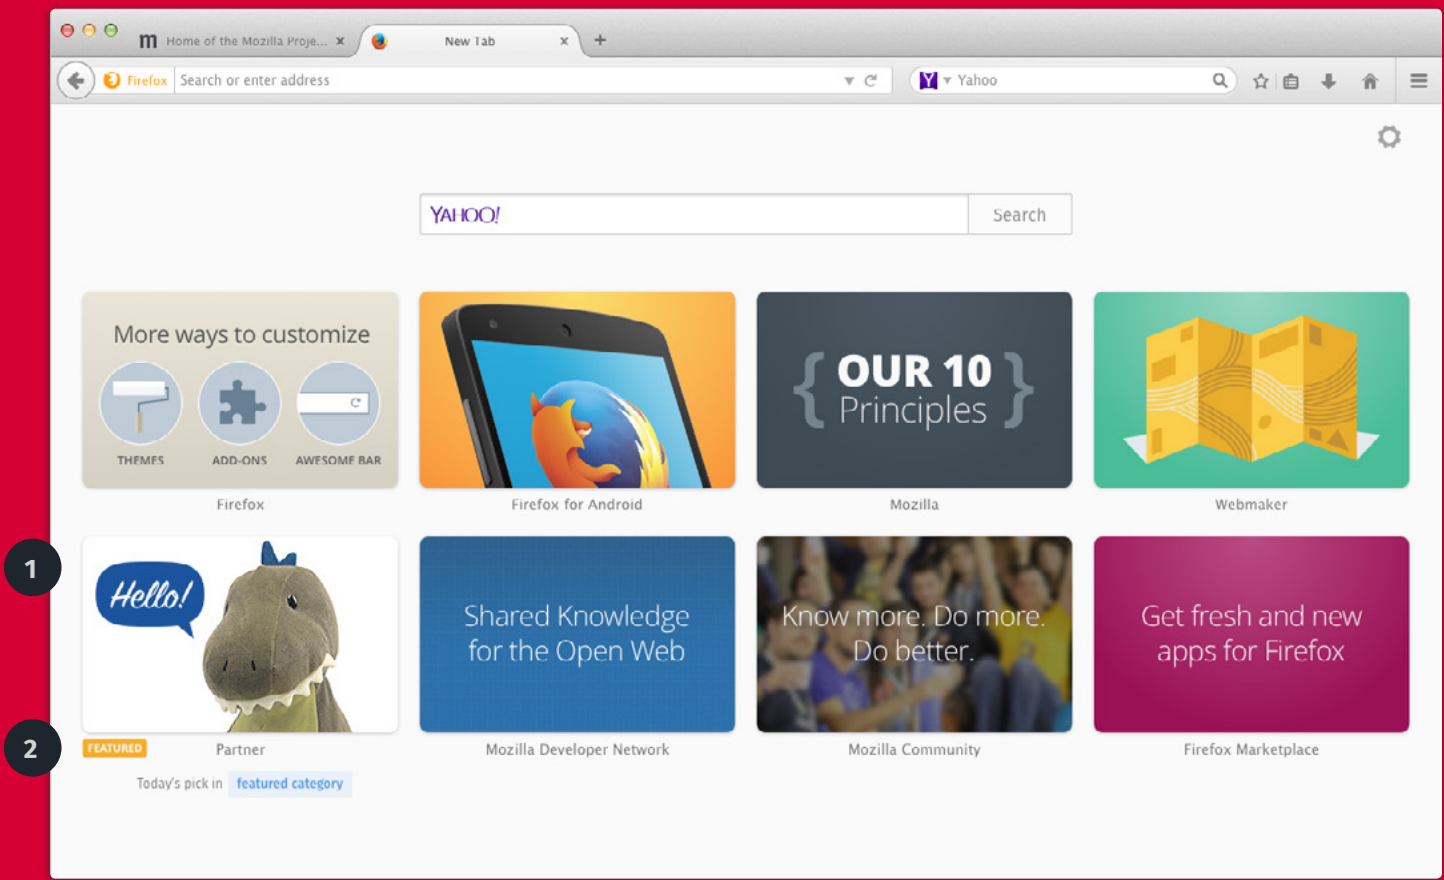 m Home of the Mozilla Proje... x
New Tab x +
Firefox Search or enter address
Y Yahoo
YAHOO! Search
More ways to customize
THEMES ADD-ONS AWESOME BAR
Firefox
Firefox for Android
{ OUR 10 }
Principles
Mozilla
Webmaker
1
Hello!
2
FEATURED Partner
Today's pick in featured category
Shared Knowledge
for the Open Web
Mozilla Developer Network
Know more. Do more.
Do better.
Mozilla Community
Get fresh and new
apps for Firefox
Firefox Marketplace